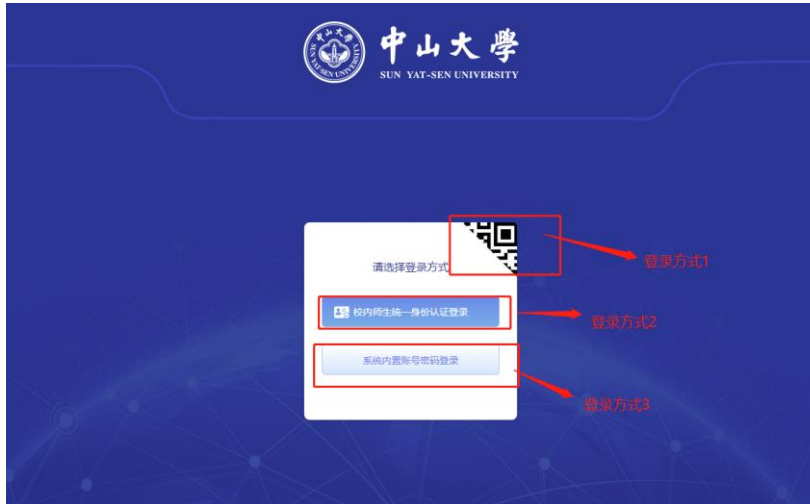 中山大學
SUN YAT-SEN UNIVERSITY
请选择登录方式
登录方式1
校内师生统一身份认证登录
登录方式2
系统内置账号密码登录
登录方式3